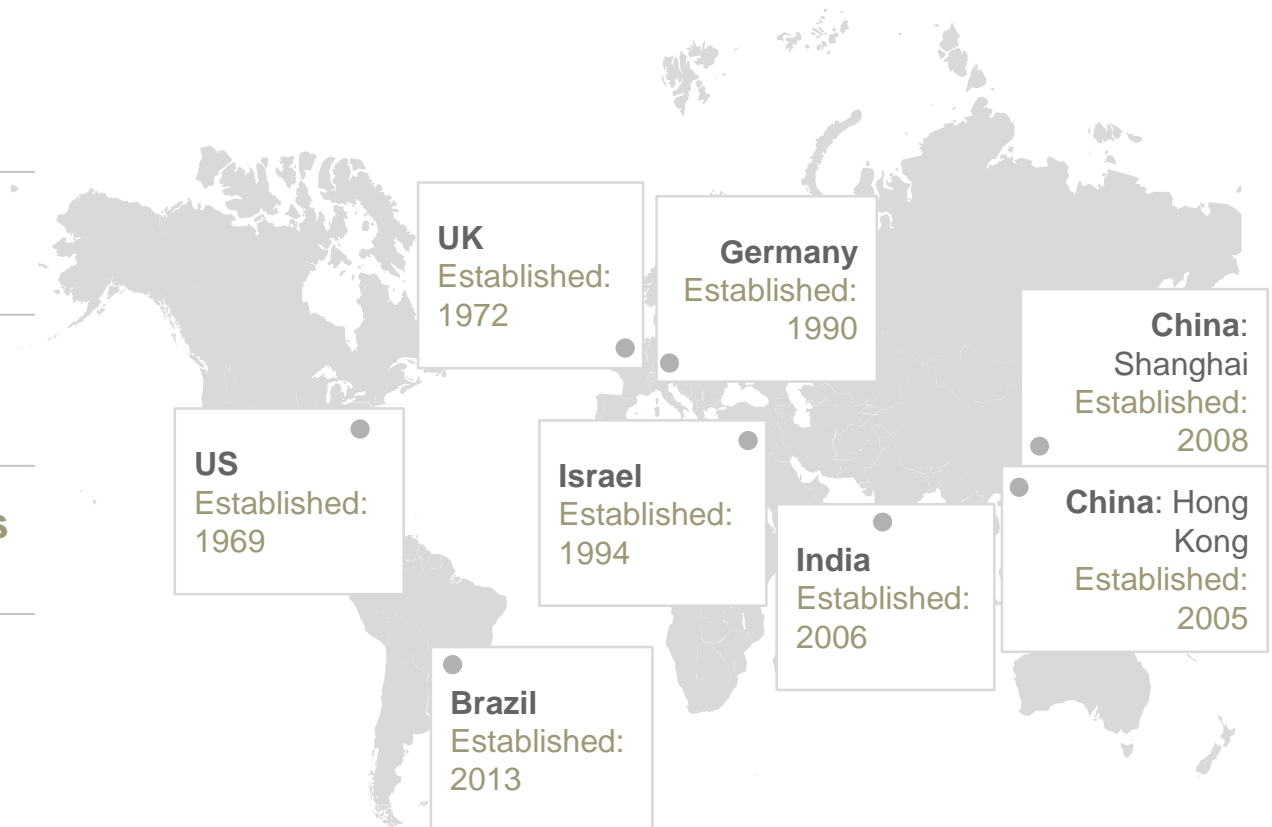 UK
Established:
1972
Germany
Established:
1990
China:
Shanghai
Established:
2008
US
Established:
1969
Israel
Established:
1994
China: Hong
Kong
Established:
2005
India
Established:
2006
Brazil
Established:
2013